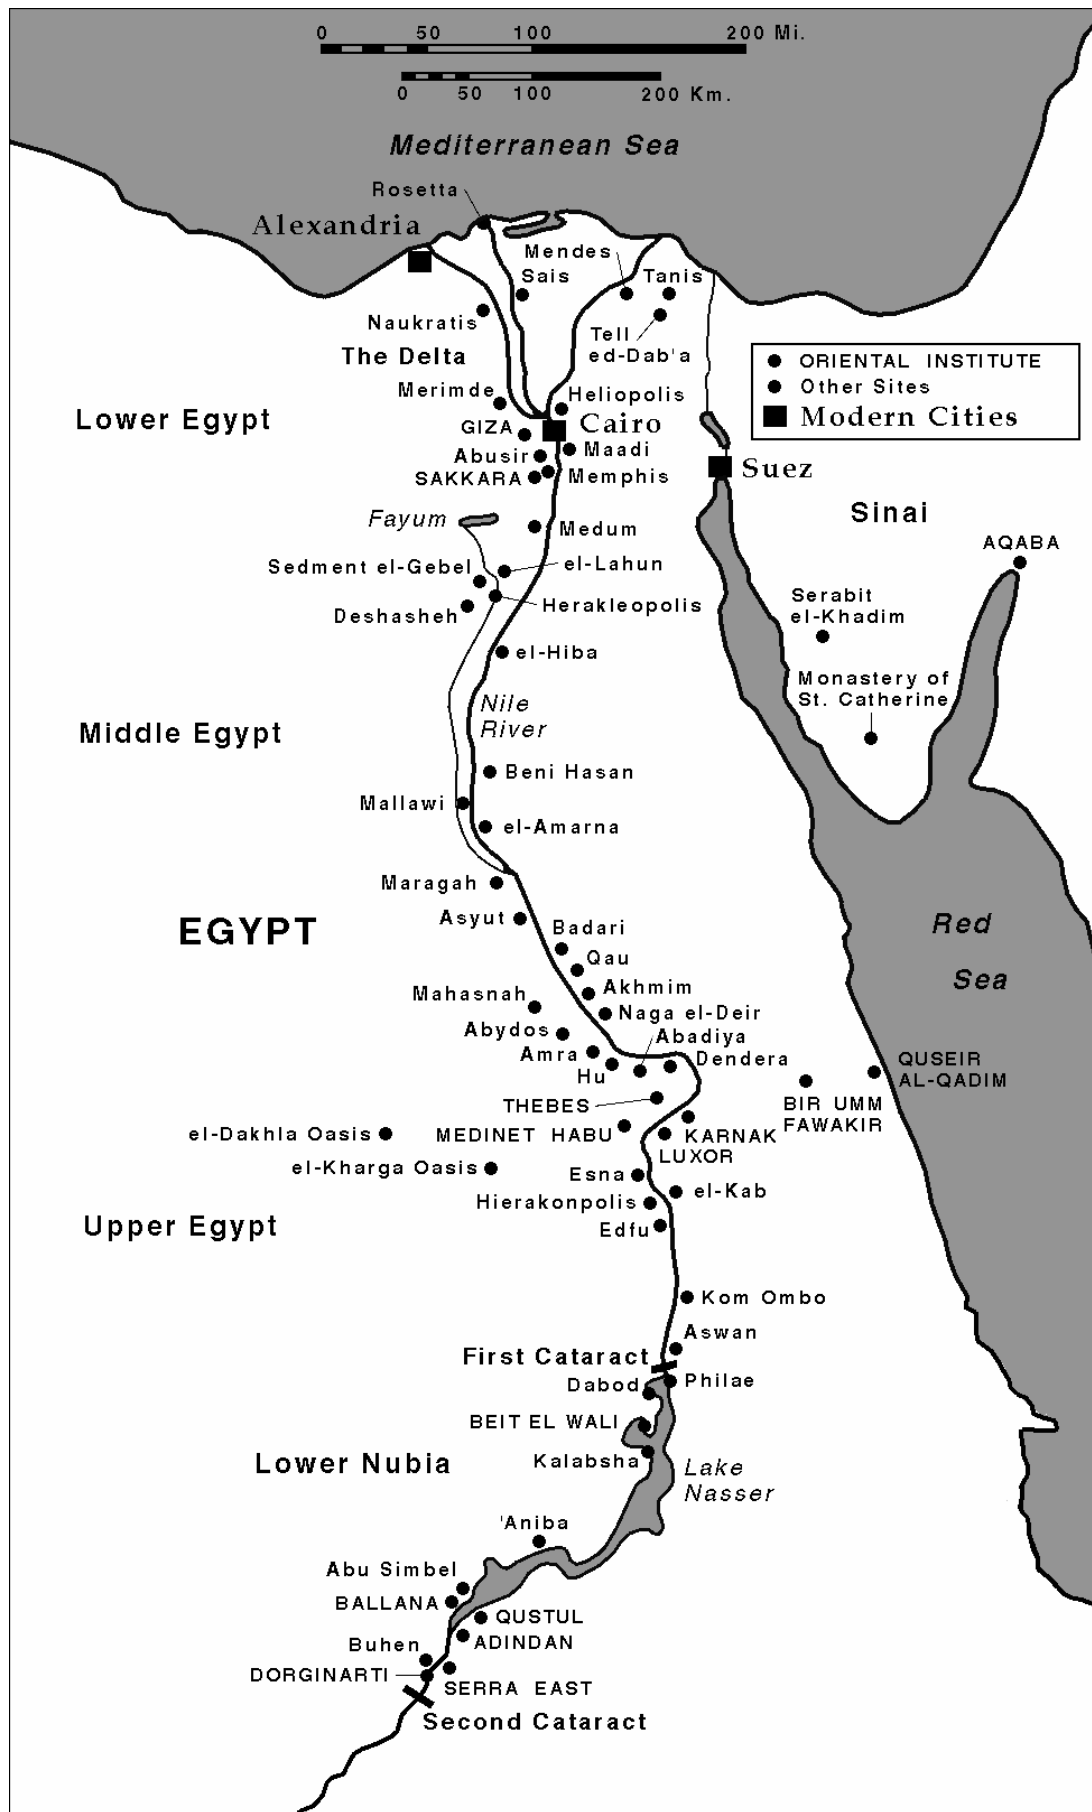 0 50 100 200 Mi.
0 50 100 200 Km.
Mediterranean Sea
Rosetta
Alexandria
Mendes
Sais
Tanis
Naukratis
Tell
ed-Dab'a
The Delta
ORIENTAL INSTITUTE
Other Sites
Modern Cities
Merimde
Heliopolis
Lower Egypt
GIZA
Cairo
Abusir
Maadi
SAKKARA
Memphis
Suez
Fayum
Medum
Sinai
AQABA
Sedment el-Gebel
el-Lahun
Deshasheh
Herakleopolis
Serabit
el-Khadim
el-Hiba
Monastery of
St. Catherine
Nile
River
Middle Egypt
Beni Hasan
Mallawi
el-Amarna
Maragah
Asyut
EGYPT
Badari
Red
Sea
Qau
Akhmim
Mahasnah
Naga el-Deir
Abydos
Abadiya
Amra
Dendera
Hu
QUSEIR
AL-QADIM
THEBES
BIR UMM
FAWAKIR
el-Dakhla Oasis
MEDINET HABU
KARNAK
LUXOR
el-Kharga Oasis
Esna
el-Kab
Hierakonpolis
Upper Egypt
Edfu
Kom Ombo
Aswan
First Cataract
Dabod
Philae
BEIT EL WALI
Lower Nubia
Kalabsha
Lake
Nasser
'Aniba
Abu Simbel
BALLANA
QUSTUL
ADINDAN
Buhen
DORGINARTI
SERRA EAST
Second Cataract